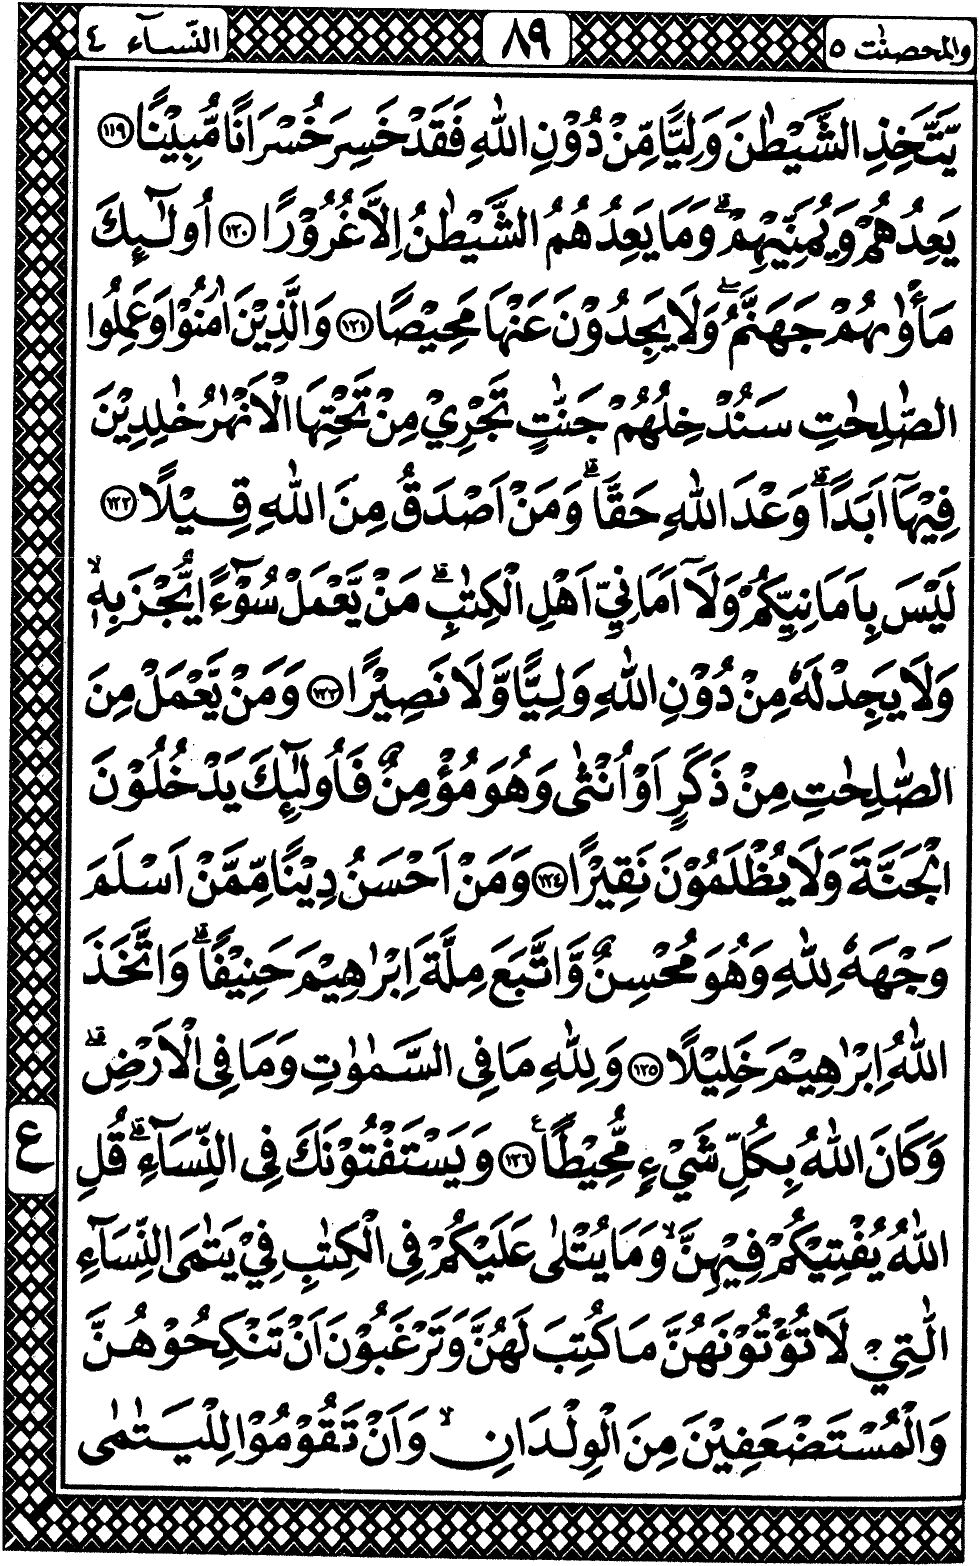 والمحصنٰت ٥ ٨٩ النّسآء ٤
يَّتَّخِذِ الشَّيْطٰنَ وَلِيًّا مِّنْ دُوْنِ اللّٰهِ فَقَدْ خَسِرَ خُسْرَانًا مُّبِيْنًا ﴿١١٩﴾
يَعِدُهُمْ وَيُمَنِّيْهِمْ ؕ وَمَا يَعِدُهُمُ الشَّيْطٰنُ اِلَّا غُرُوْرًا ﴿١٢٠﴾ اُولٰٓئِكَ
مَاْوٰىهُمْ جَهَنَّمُ ۖ وَلَا يَجِدُوْنَ عَنْهَا مَحِيْصًا ﴿١٢١﴾ وَالَّذِيْنَ اٰمَنُوْا وَعَمِلُوا
الصّٰلِحٰتِ سَنُدْخِلُهُمْ جَنّٰتٍ تَجْرِيْ مِنْ تَحْتِهَا الْاَنْهٰرُ خٰلِدِيْنَ
فِيْهَآ اَبَدًا ؕ وَعْدَ اللّٰهِ حَقًّا ؕ وَمَنْ اَصْدَقُ مِنَ اللّٰهِ قِيْلًا ﴿١٢٢﴾
لَيْسَ بِاَمَانِيِّكُمْ وَلَآ اَمَانِيِّ اَهْلِ الْكِتٰبِ ؕ مَنْ يَّعْمَلْ سُوْٓءًا يُّجْزَ بِهٖ ۙ
وَلَا يَجِدْ لَهٗ مِنْ دُوْنِ اللّٰهِ وَلِيًّا وَّلَا نَصِيْرًا ﴿١٢٣﴾ وَمَنْ يَّعْمَلْ مِنَ
الصّٰلِحٰتِ مِنْ ذَكَرٍ اَوْ اُنْثٰى وَهُوَ مُؤْمِنٌ فَاُولٰٓئِكَ يَدْخُلُوْنَ
الْجَنَّةَ وَلَا يُظْلَمُوْنَ نَقِيْرًا ﴿١٢٤﴾ وَمَنْ اَحْسَنُ دِيْنًا مِّمَّنْ اَسْلَمَ
وَجْهَهٗ لِلّٰهِ وَهُوَ مُحْسِنٌ وَّاتَّبَعَ مِلَّةَ اِبْرٰهِيْمَ حَنِيْفًا ؕ وَاتَّخَذَ
اللّٰهُ اِبْرٰهِيْمَ خَلِيْلًا ﴿١٢٥﴾ وَلِلّٰهِ مَا فِى السَّمٰوٰتِ وَمَا فِى الْاَرْضِ ؕ
وَكَانَ اللّٰهُ بِكُلِّ شَيْءٍ مُّحِيْطًا ﴿١٢٦﴾ وَيَسْتَفْتُوْنَكَ فِى النِّسَآءِ ؕ قُلِ
ع
اللّٰهُ يُفْتِيْكُمْ فِيْهِنَّ ۙ وَمَا يُتْلٰى عَلَيْكُمْ فِى الْكِتٰبِ فِيْ يَتٰمَى النِّسَآءِ
الّٰتِيْ لَا تُؤْتُوْنَهُنَّ مَا كُتِبَ لَهُنَّ وَتَرْغَبُوْنَ اَنْ تَنْكِحُوْهُنَّ
وَالْمُسْتَضْعَفِيْنَ مِنَ الْوِلْدَانِ ۙ وَاَنْ تَقُوْمُوْا لِلْيَتٰمٰى